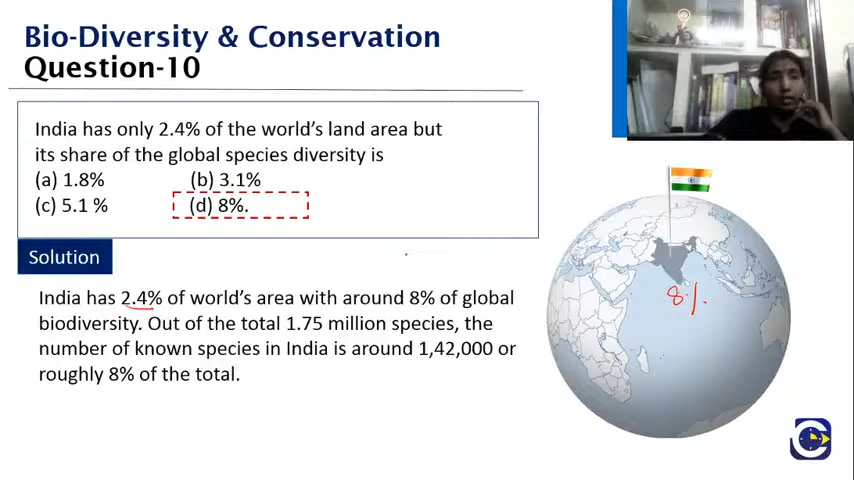 Bio-Diversity & Conservation
Question-10
India has only 2.4% of the world's land area but
its share of the global species diversity is
(a) 1.8% (b) 3.1%
(c) 5.1 % (d) 8%.
Solution
India has 2.4% of world's area with around 8% of global
biodiversity. Out of the total 1.75 million species, the
number of known species in India is around 1,42,000 or
roughly 8% of the total.
8%.